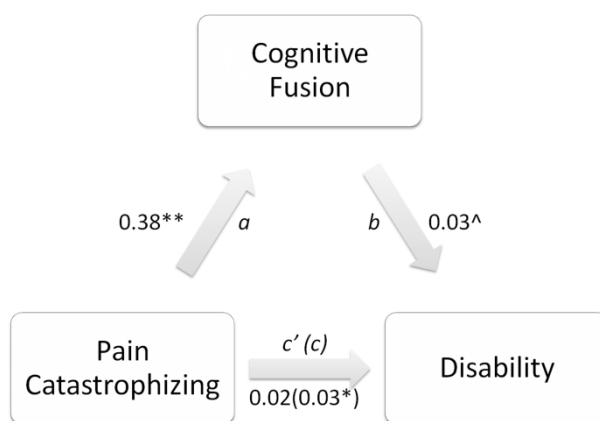 Cognitive
Fusion
0.38**
a
b
0.03^
Pain
Catastrophizing
c’ (c)
0.02(0.03*)
Disability